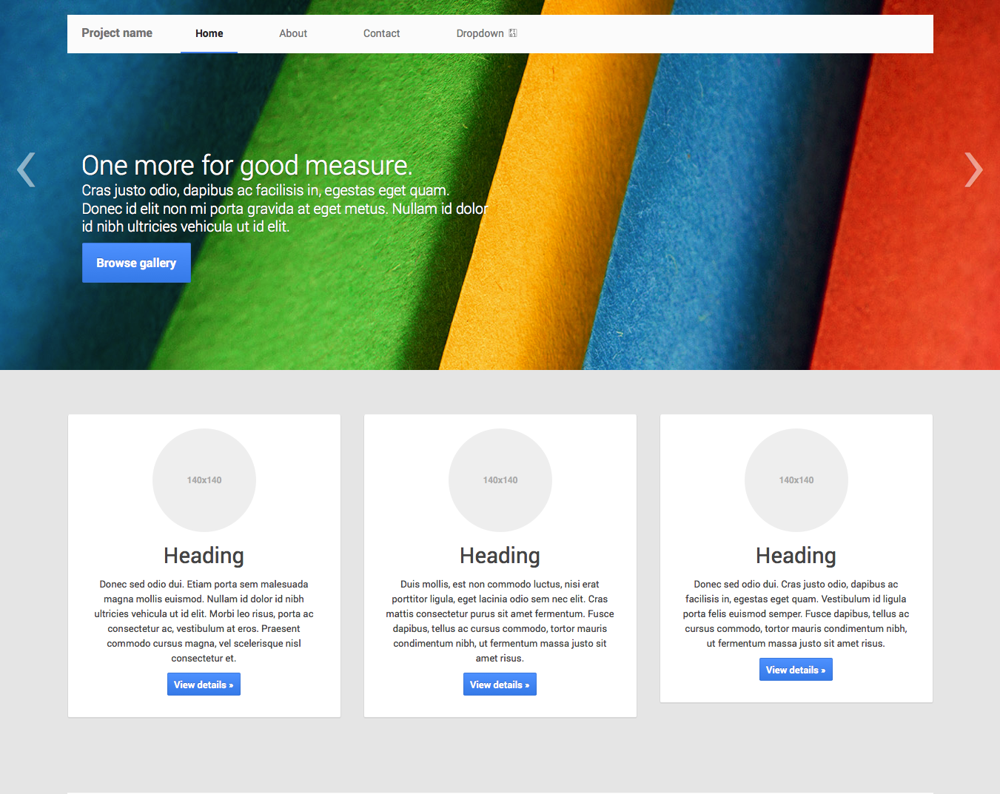 Project name Home About Contact Dropdown
One more for good measure.
Cras justo odio, dapibus ac facilisis in, egestas eget quam.
Donec id elit non mi porta gravida at eget metus. Nullam id dolor
id nibh ultricies vehicula ut id elit.
Browse gallery
140x140
Heading
Donec sed odio dui. Etiam porta sem malesuada
magna mollis euismod. Nullam id dolor id nibh
ultricies vehicula ut id elit. Morbi leo risus, porta ac
consectetur ac, vestibulum at eros. Praesent
commodo cursus magna, vel scelerisque nisl
consectetur et.
View details »
140x140
Heading
Duis mollis, est non commodo luctus, nisi erat
porttitor ligula, eget lacinia odio sem nec elit. Cras
mattis consectetur purus sit amet fermentum. Fusce
dapibus, tellus ac cursus commodo, tortor mauris
condimentum nibh, ut fermentum massa justo sit
amet risus.
View details »
140x140
Heading
Donec sed odio dui. Cras justo odio, dapibus ac
facilisis in, egestas eget quam. Vestibulum id ligula
porta felis euismod semper. Fusce dapibus, tellus ac
cursus commodo, tortor mauris condimentum nibh,
ut fermentum massa justo sit amet risus.
View details »